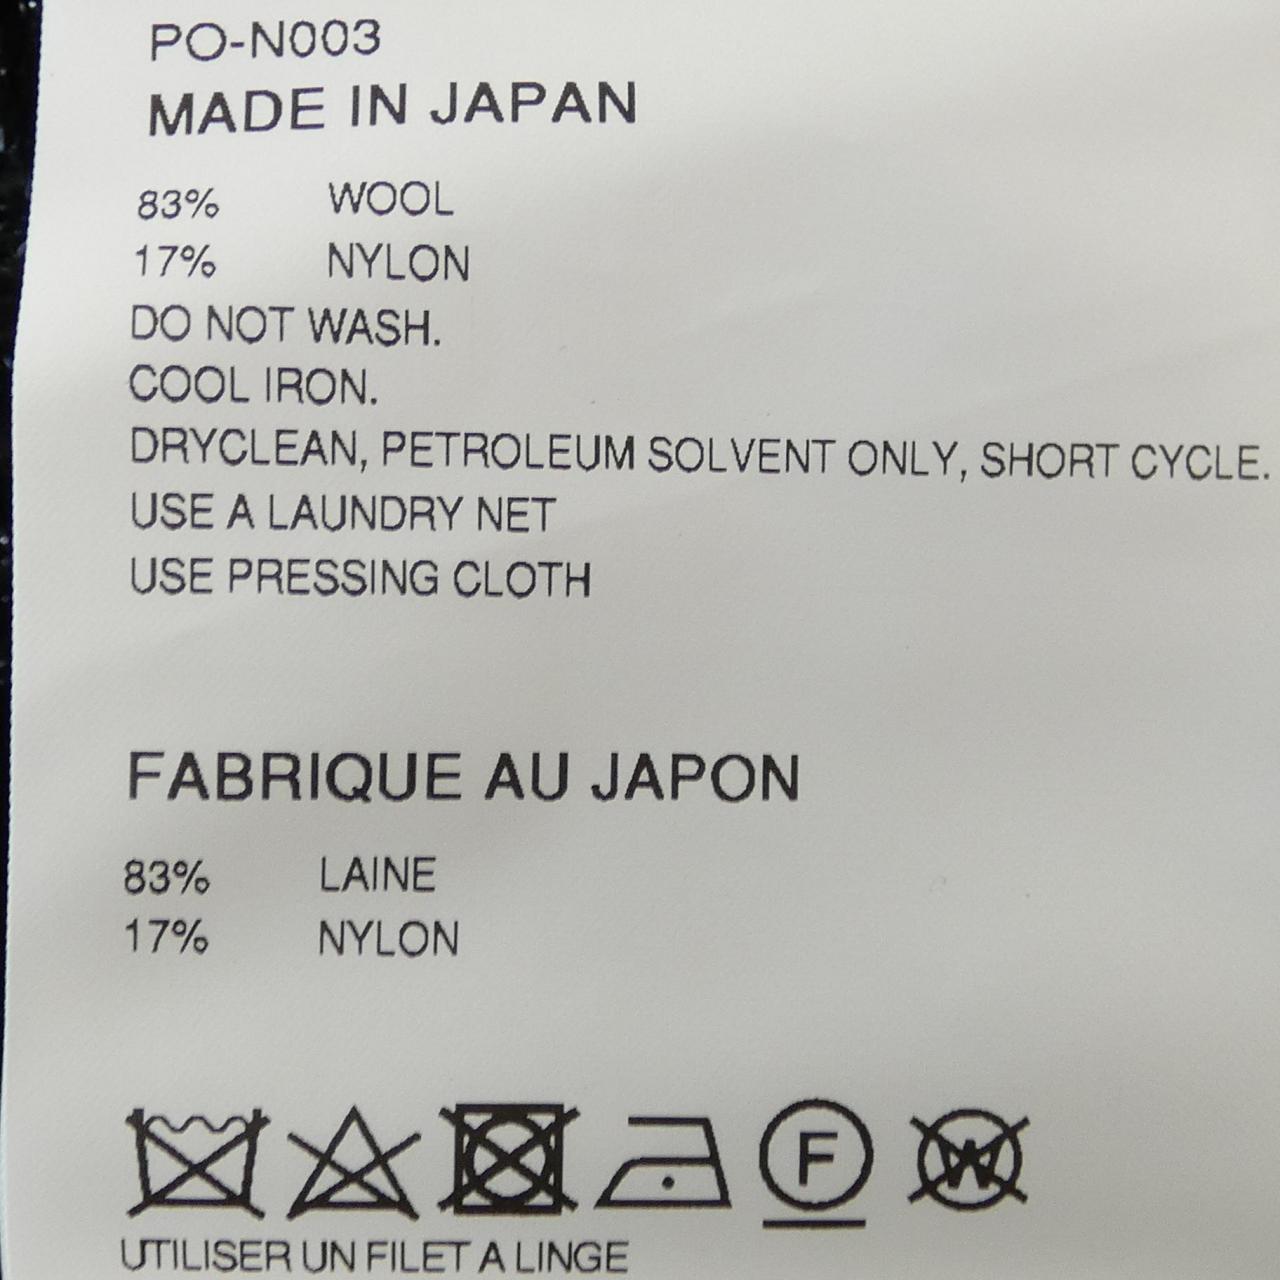 PO-N003
MADE IN JAPAN
83% WOOL
17% NYLON
DO NOT WASH.
COOL IRON.
DRYCLEAN, PETROLEUM SOLVENT ONLY, SHORT CYCLE.
USE A LAUNDRY NET
USE PRESSING CLOTH
FABRIQUE AU JAPON
83% LAINE
17% NYLON
F W
UTILISER UN FILET A LINGE